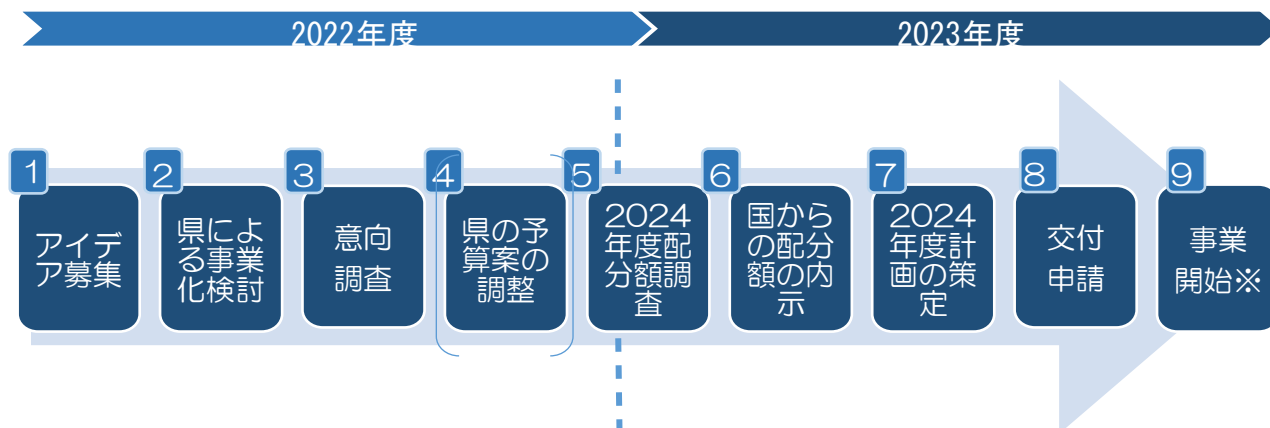 2022年度
2023年度
1
アイデ
ア募集
2
県によ
る事業
化検討
3
意向
調査
4
県の予
算案の
調整
5
2024
年度配
分額調
査
6
国から
の配分
額の内
示
7
2024
年度計
画の策
定
8
交付
申請
9
事業
開始※